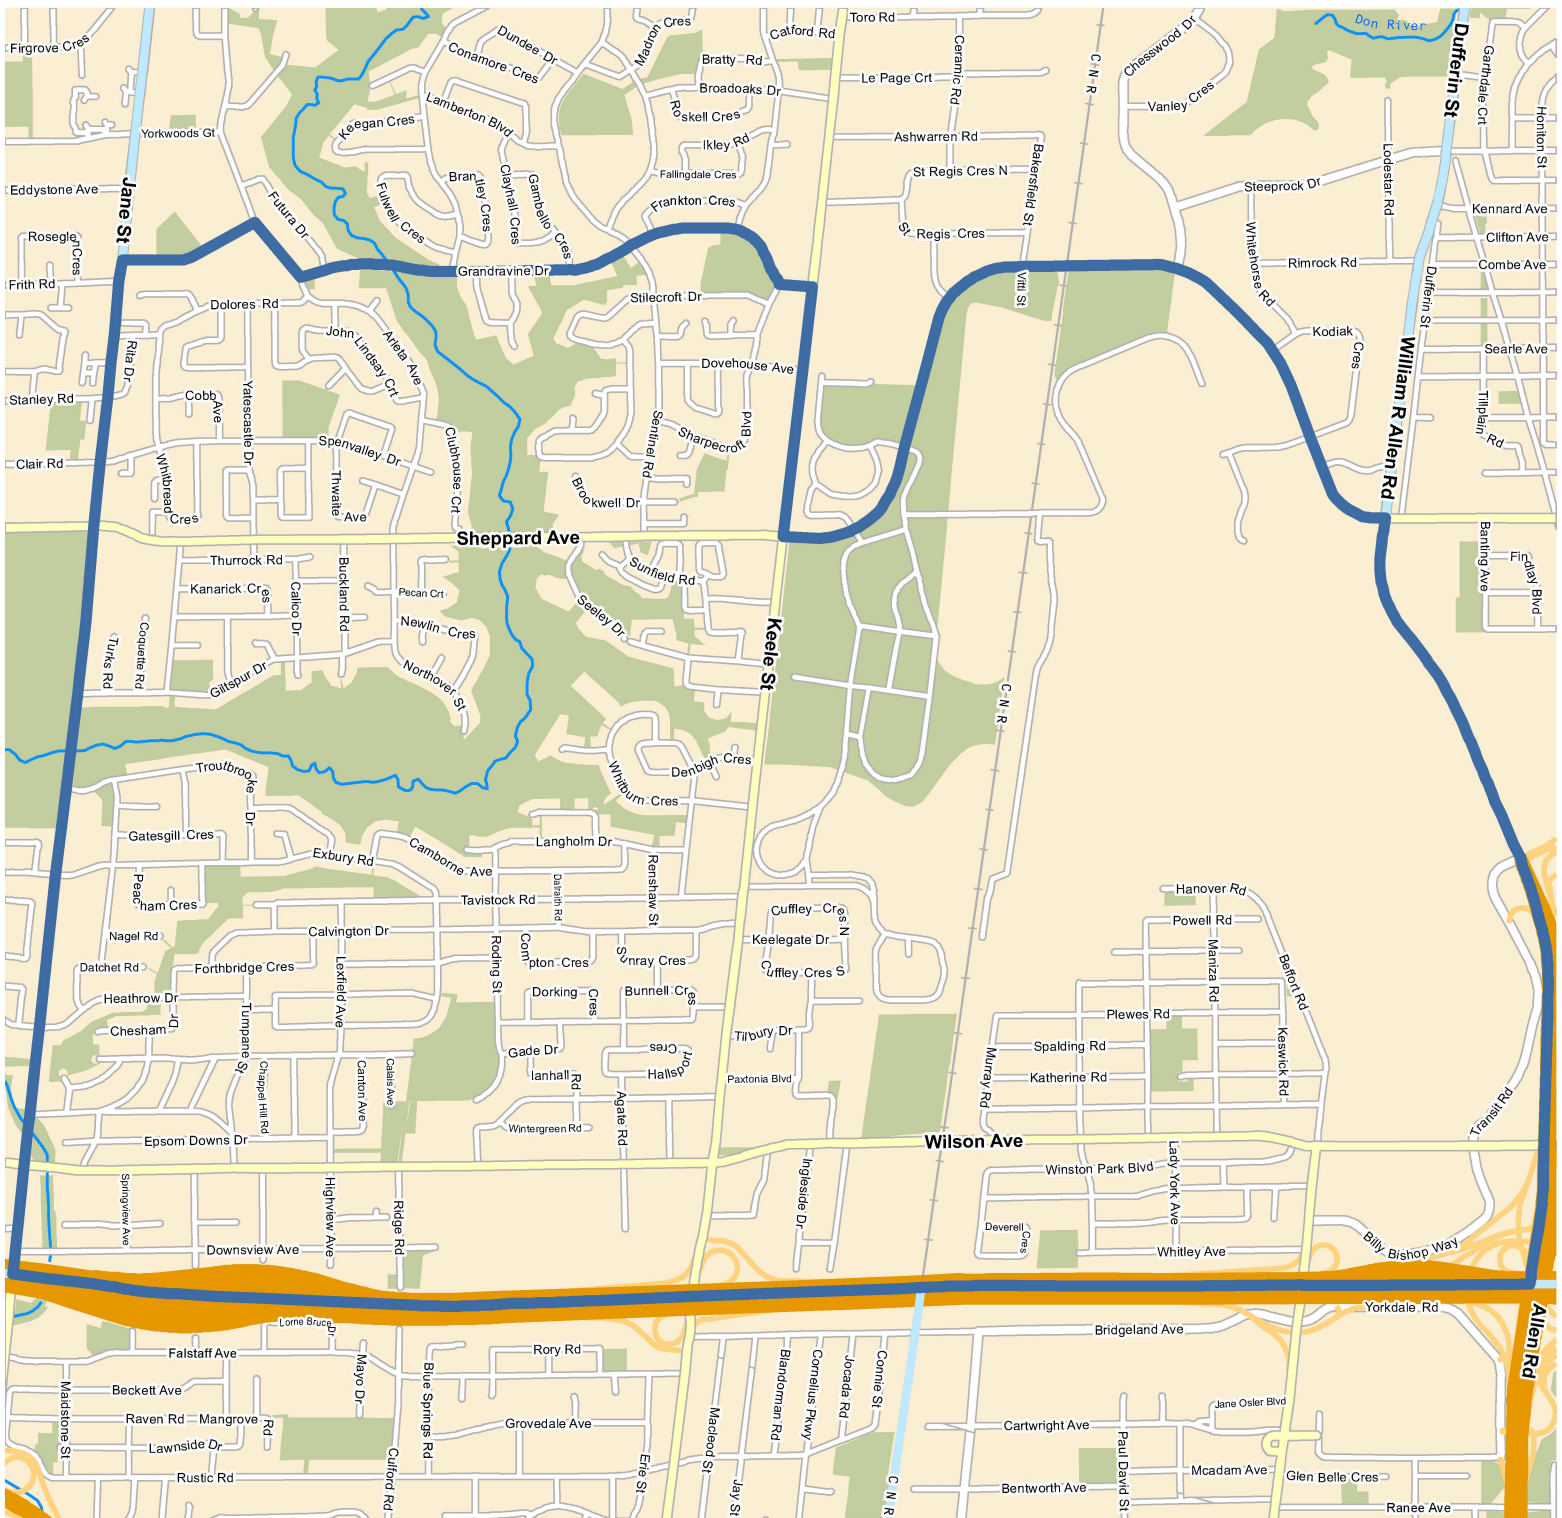 Toro Rd
Don River
Madron Cres
Catford Rd
Firgrove Cres
Dundee Dr
Conamore Cres
Chesswood Dr
Dufferin St
Garthdale Crt
Bratty Rd
Ceramic Rd
C N R
Le Page Crt
Broadoaks Dr
Lamberton Blvd
Roskell Cres
Vanley Cres
Honiton St
Keegan Cres
Yorkwoods Gt
Ashwarren Rd
Ikley Rd
Bakersfield St
Lodestar Rd
Fallingdale Cres
St Regis Cres N
Brantley Cres
Clayhall Cres
Gambello Cres
Eddystone Ave
Jane St
Fulwell Cres
Steeprock Dr
Frankton Cres
Futura Dr
Kennard Ave
St Regis Cres
Whitehorse Rd
Clifton Ave
Roseglen Cres
Rimrock Rd
Combe Ave
Grandravine Dr
Vitti St
Frith Rd
Dufferin St
Stilecroft Dr
Dolores Rd
John Lindsay Crt
Arleta Ave
Kodiak Cres
William R Allen Rd
Searle Ave
Rita Dr
Dovehouse Ave
Stanley Rd
Cobb Ave
Yatescastle Dr
Tillplain Rd
Sentinel Rd
Sharpecroft Blvd
Spenvalley Dr
Clubhouse Crt
Clair Rd
Whitbread Cres
Thwaite Ave
Brookwell Dr
Sheppard Ave
Banting Ave
Findlay Blvd
Thurrock Rd
Buckland Rd
Sunfield Rd
Kanarick Cres
Calico Dr
Pecan Crt
Seeley Dr
Newlin Cres
Coquette Rd
Turks Rd
Keele St
Giltspur Dr
Northover St
C N R
Denbigh Cres
Whitburn Cres
Troutbrooke Dr
Gatesgill Cres
Langholm Dr
Exbury Rd
Camborne Ave
Renshaw St
Peacham Cres
Dalraith Rd
Tavistock Rd
Hanover Rd
Cuffley Cres N
Powell Rd
Nagel Rd
Calvington Dr
Keelegate Dr
Maniza Rd
Beffort Rd
Datchet Rd
Forthbridge Cres
Roding St
Compton Cres
Sunray Cres
Cuffley Cres S
Lexfield Ave
Heathrow Dr
Dorking Cres
Bunnell Cres
Tumpane St
Plewes Rd
Chesham Dr
Tilbury Dr
Spalding Rd
Keswick Rd
Gade Dr
Hallsport Cres
Murray Rd
Chappel Hill Rd
Canton Ave
Calais Ave
Ianhall Rd
Paxtonia Blvd
Katherine Rd
Agate Rd
Transit Rd
Wintergreen Rd
Epsom Downs Dr
Wilson Ave
Ingleside Dr
Lady York Ave
Winston Park Blvd
Springview Ave
Highview Ave
Ridge Rd
Deverell Cres
Downsview Ave
Whitley Ave
Billy Bishop Way
Yorkdale Rd
Lorne Bruce Dr
Bridgeland Ave
Allen Rd
Falstaff Ave
Rory Rd
Mayo Dr
Blue Springs Rd
Blandorman Rd
Cornelius Pkwy
Jocada Rd
Connie St
Maidstone St
Beckett Ave
Jane Osler Blvd
Raven Rd
Mangrove Rd
Grovedale Ave
Macleod St
Cartwright Ave
Lawnside Dr
Paul David St
Rustic Rd
Culford Rd
Erie St
Jay St
C N R
Mcadam Ave
Glen Belle Cres
Bentworth Ave
Ranee Ave